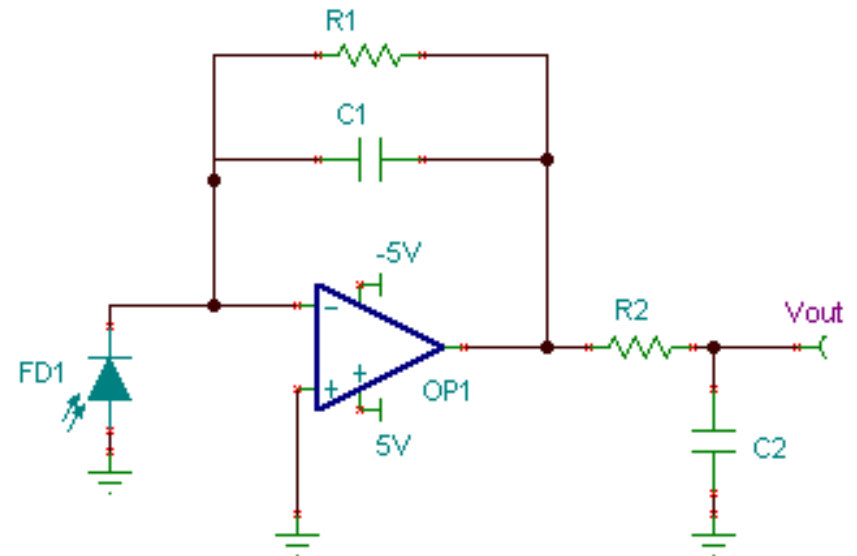 R1
C1
-5V
R2
Vout
FD1
-
+
+
OP1
5V
C2